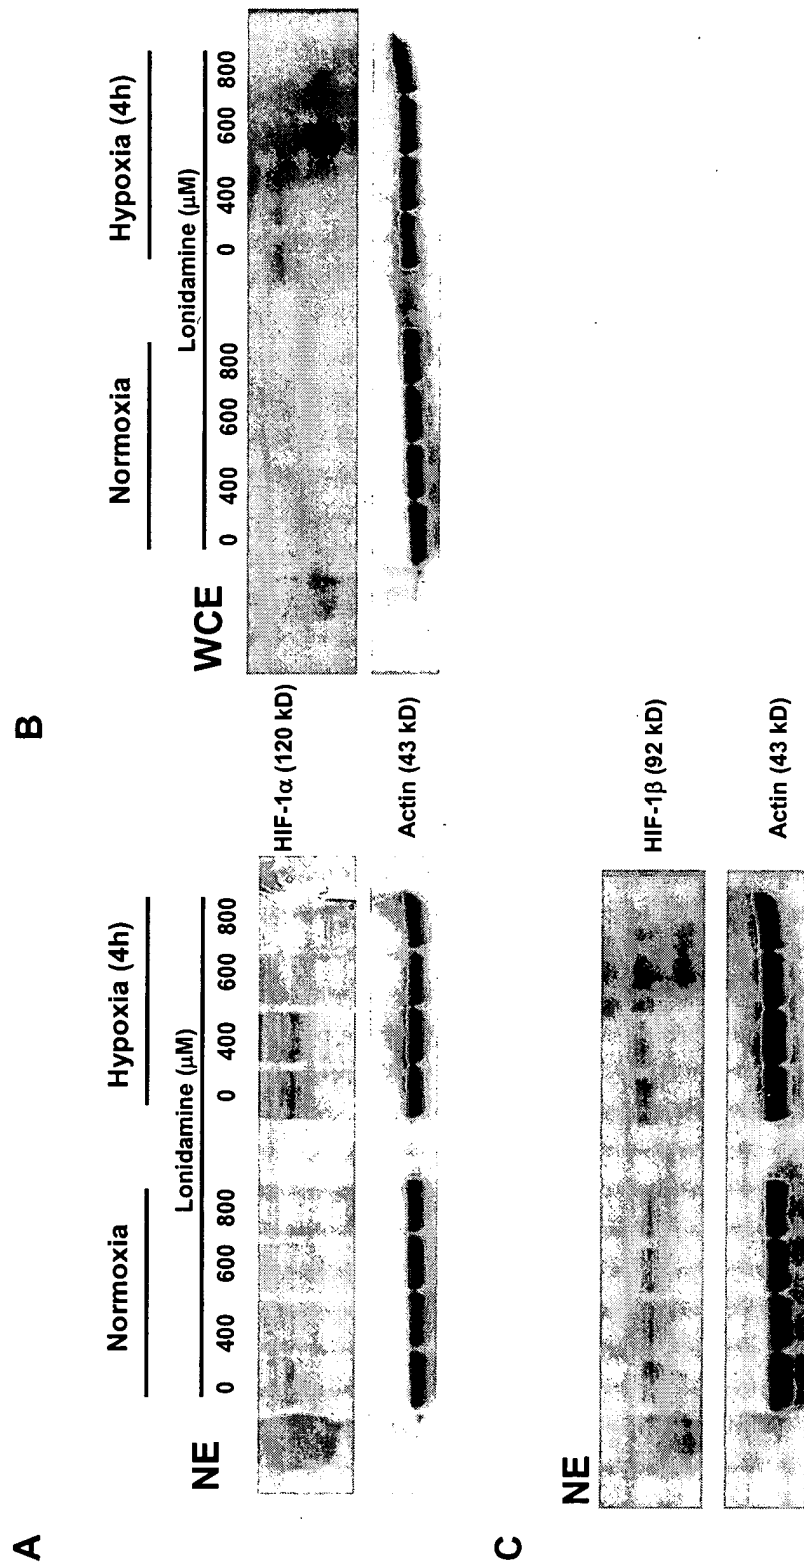 A
Normoxia Hypoxia (4h)
Lonidamine (μM)
0 400 600 800 0 400 600 800
NE
HIF-1α (120 kD)
Actin (43 kD)
B
Normoxia Hypoxia (4h)
Lonidamine (μM)
0 400 600 800 0 400 600 800
WCE
C
NE
HIF-1β (92 kD)
Actin (43 kD)